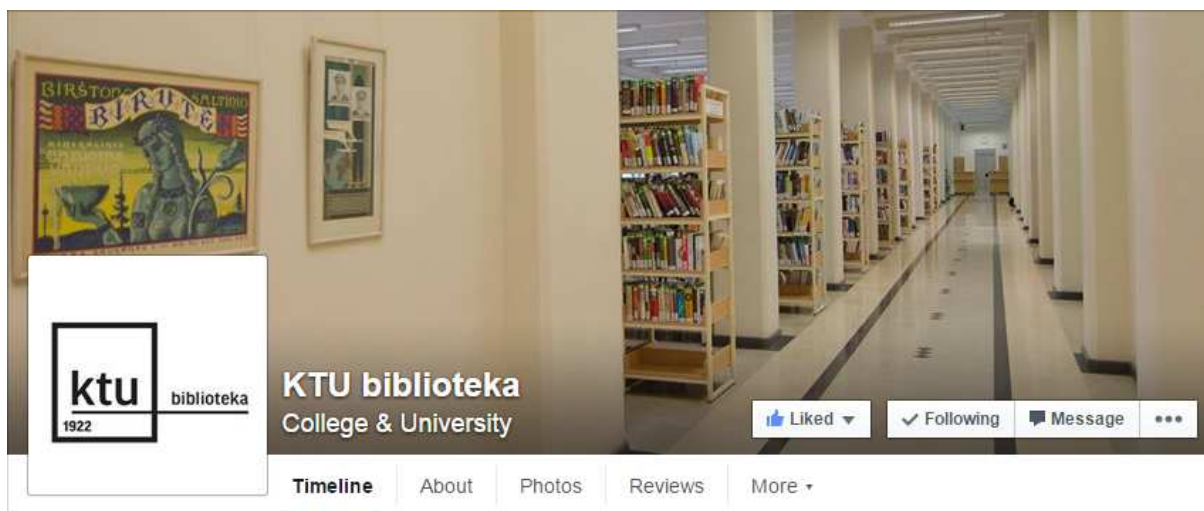 BIRŠTONO
ŠALTINIO
BIRUTĖ
ktu
biblioteka
1922
KTU biblioteka
College & University
Liked
Following
Message
Timeline
About
Photos
Reviews
More